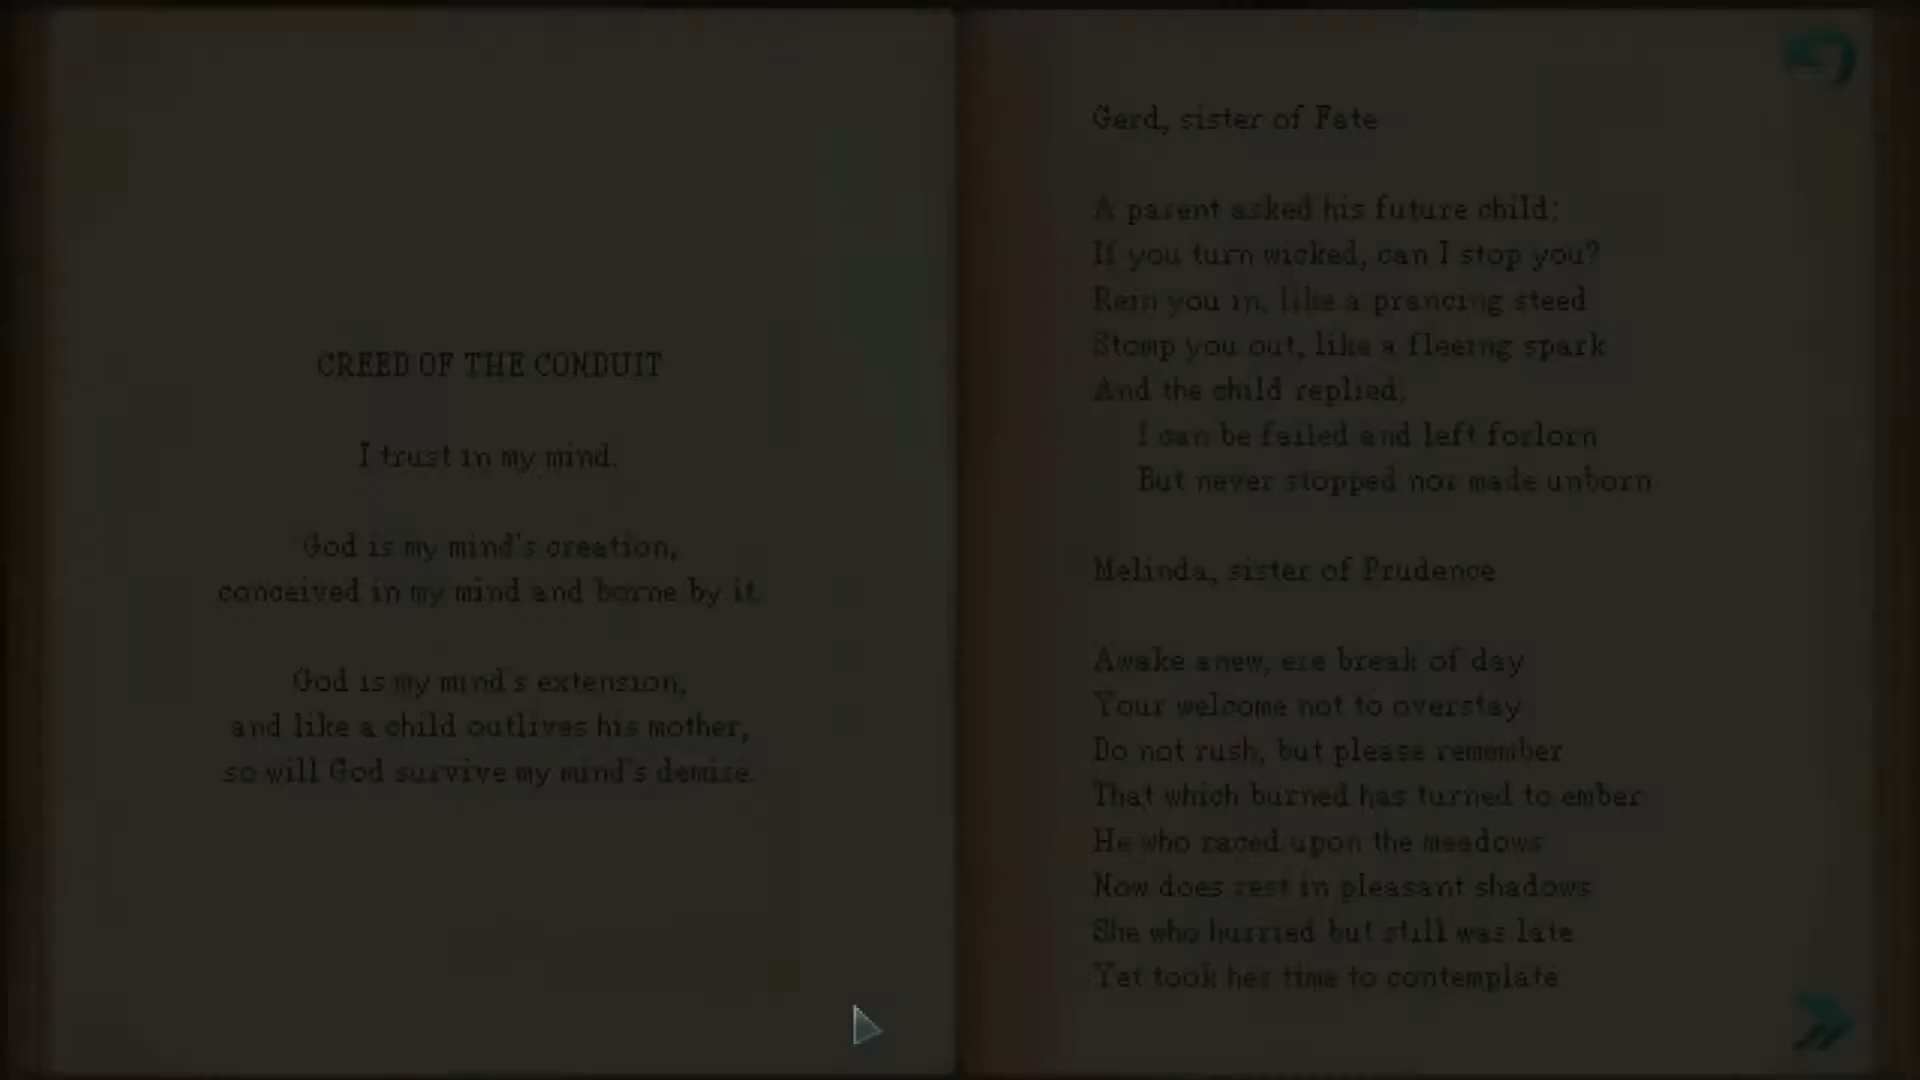 CREED OF THE CONDUIT
I trust in my mind.
God is my mind's creation,
conceived in my mind and borne by it.
God is my mind's extension,
and like a child outlives his mother,
so will God survive my mind's demise.
Gerd, sister of Fate
A parent asked his future child;
If you turn wicked, can I stop you?
Rein you in, like a prancing steed
Stomp you out, like a fleeing spark
And the child replied,
I can be failed and left forlorn
But never stopped nor made unborn
Melinda, sister of Prudence
Awake anew, ere break of day
Your welcome not to overstay
Do not rush, but please remember
That which burned has turned to ember
He who raced upon the meadows
Now does rest in pleasant shadows
She who hurried but still was late
Yet took her time to contemplate